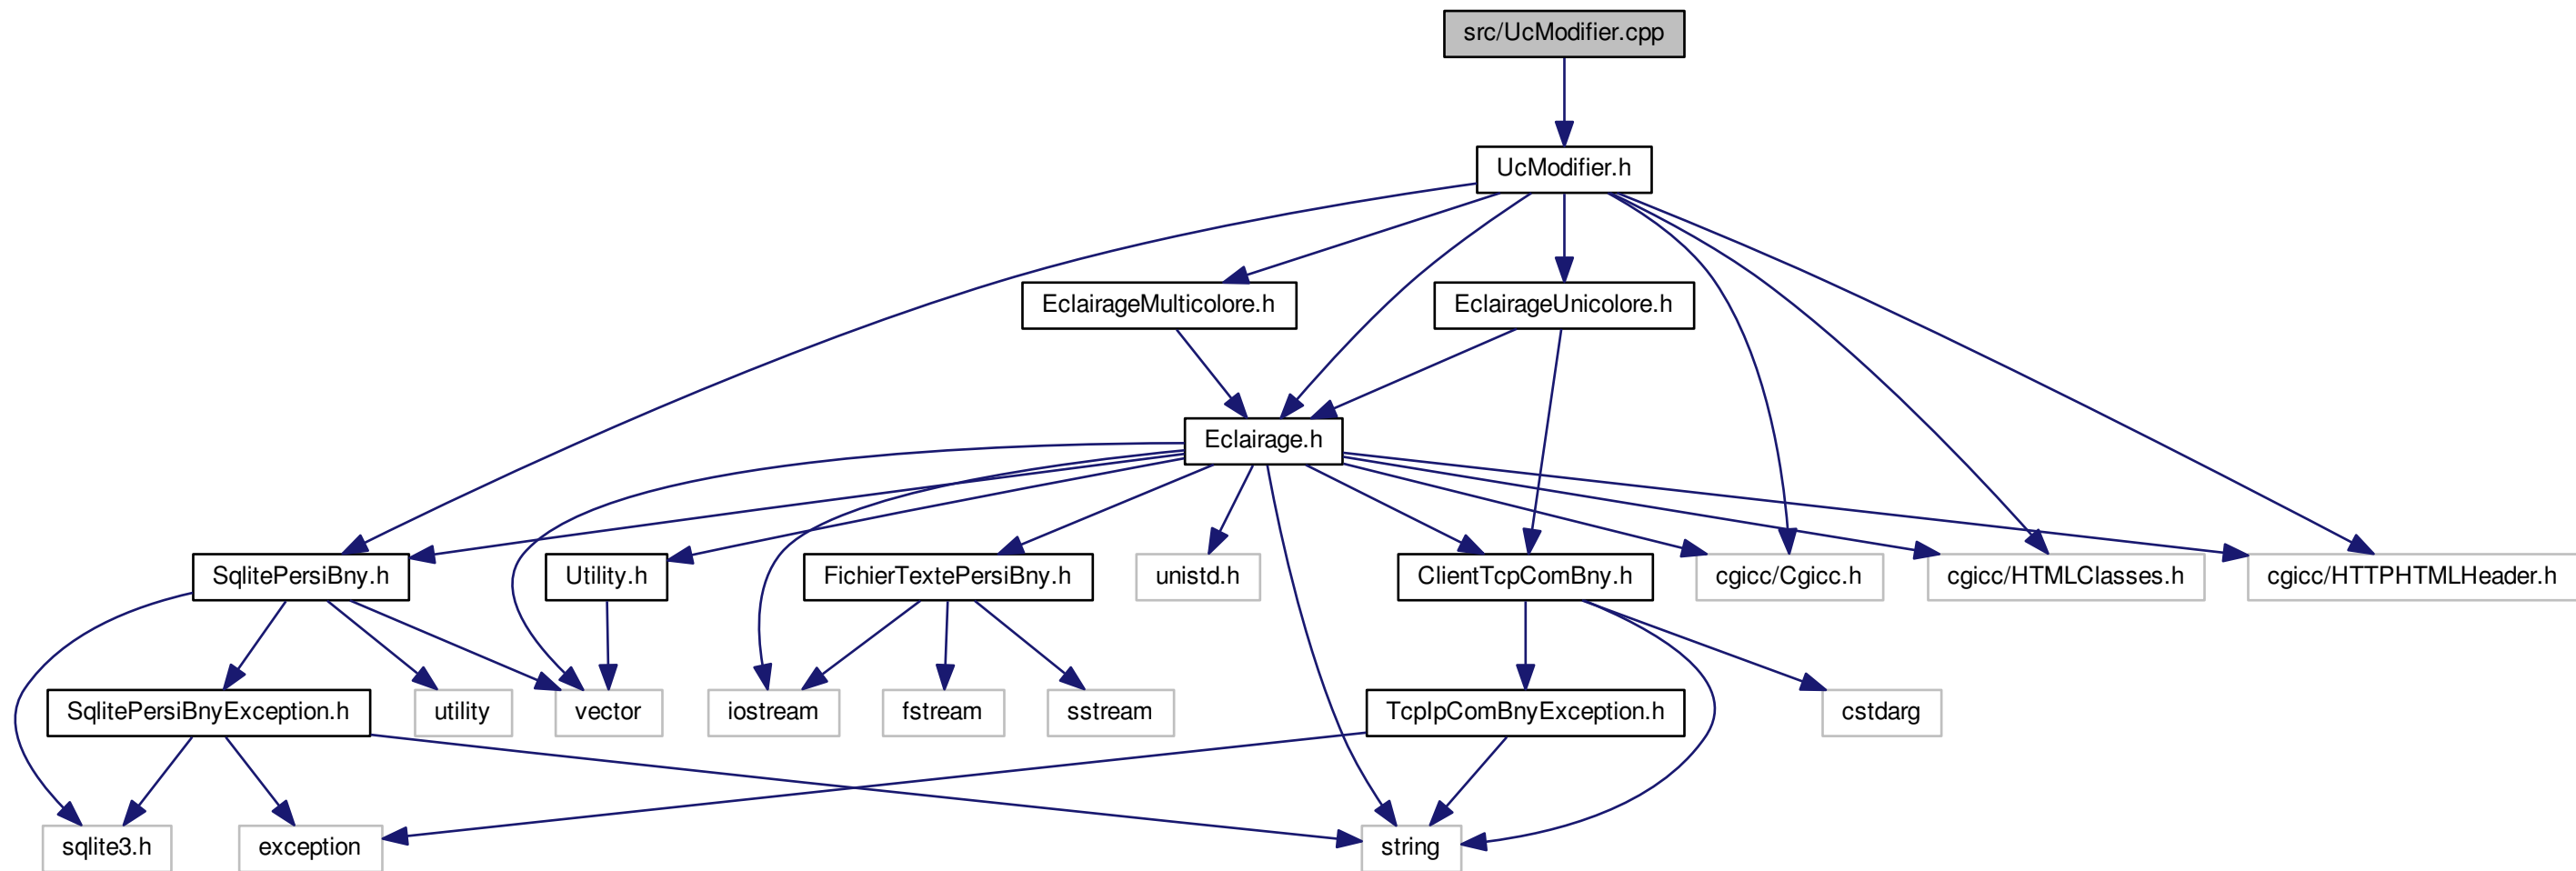 src/UcModifier.cpp
UcModifier.h
EclairageMulticolore.h
EclairageUnicolore.h
Eclairage.h
SqlitePersiBny.h
Utility.h
FichierTextePersiBny.h
unistd.h
ClientTcpComBny.h
cgicc/Cgicc.h
cgicc/HTMLClasses.h
cgicc/HTTPHTMLHeader.h
SqlitePersiBnyException.h
utility
vector
iostream
fstream
sstream
TcpIpComBnyException.h
cstdarg
sqlite3.h
exception
string